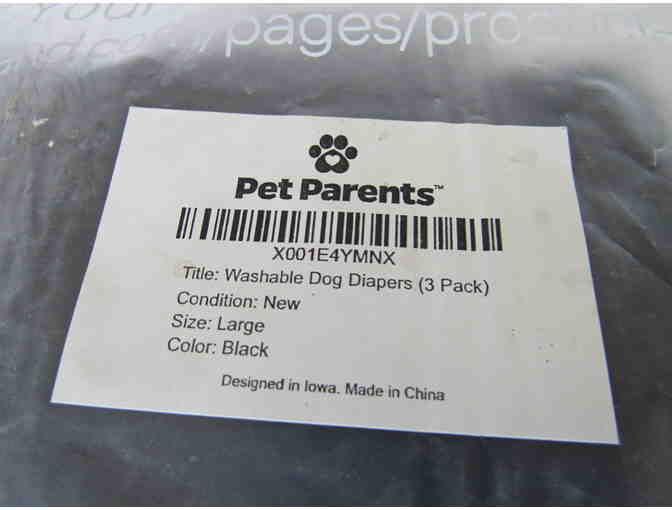 your
/pages/pro
Pet Parents™
X001E4YMNX
Title: Washable Dog Diapers (3 Pack)
Condition: New
Size: Large
Color: Black
Designed in Iowa. Made in China